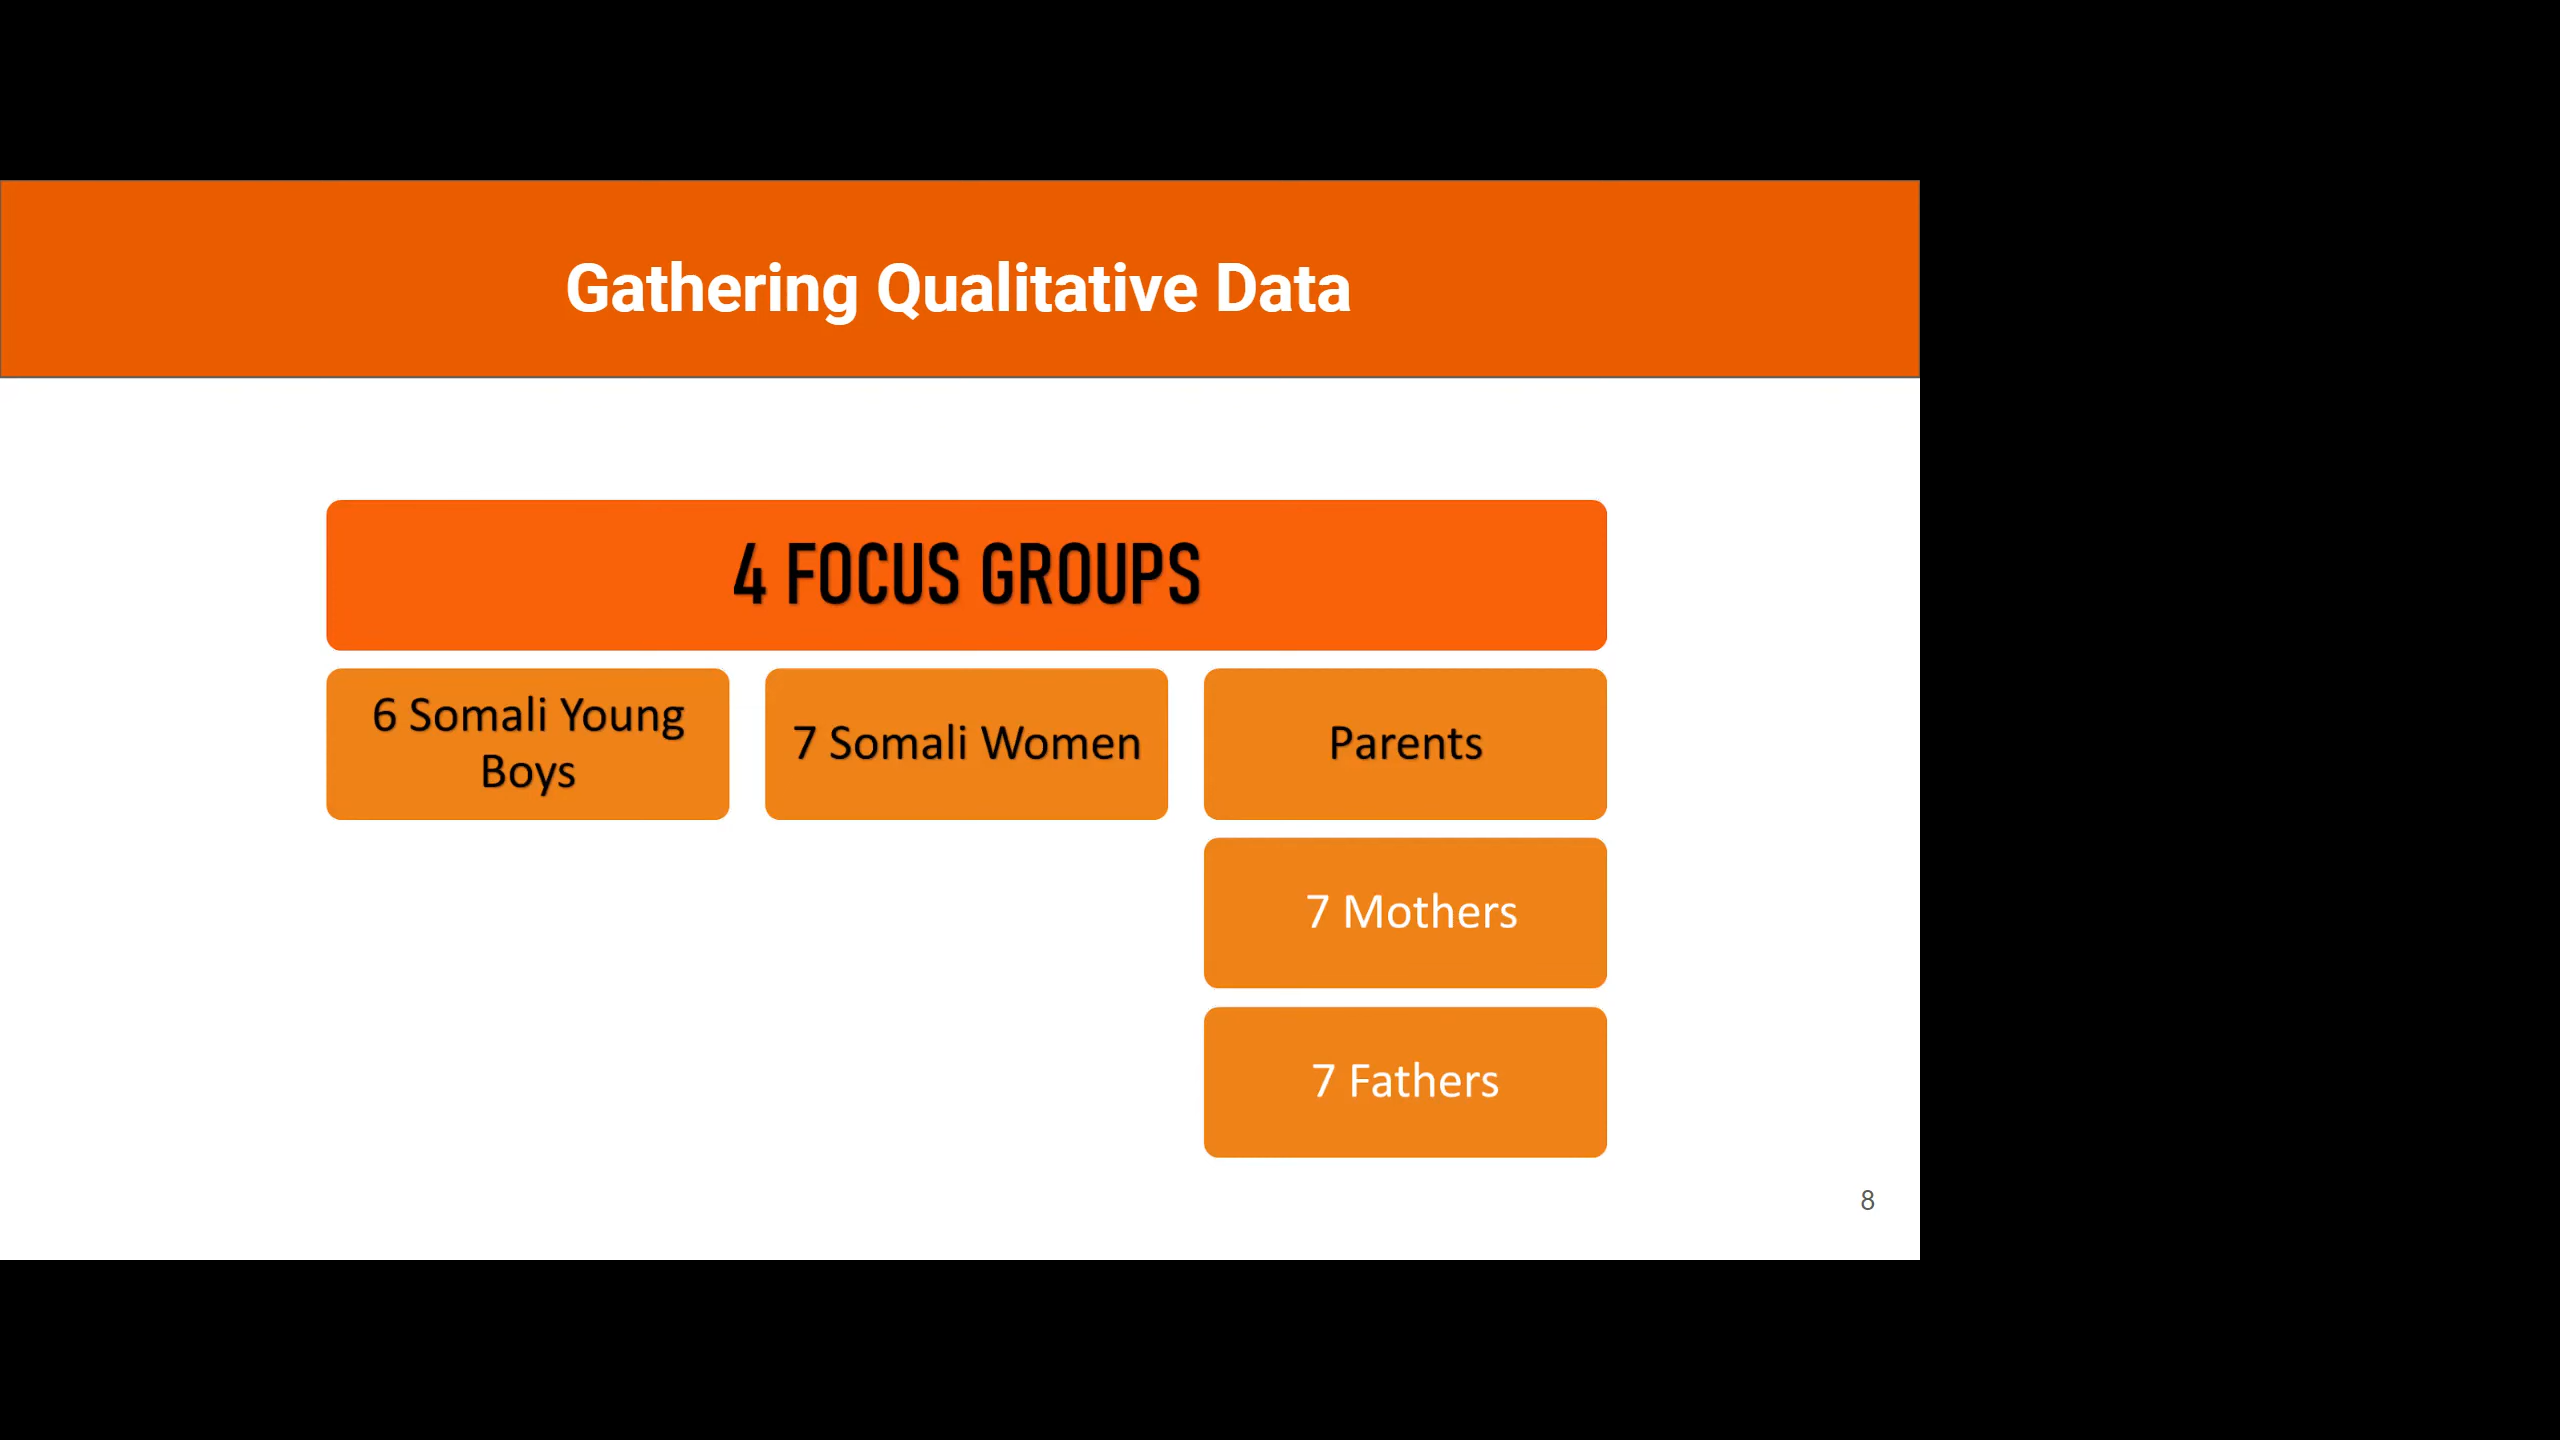 Gathering Qualitative Data
4 FOCUS GROUPS
6 Somali Young
Boys
7 Somali Women
Parents
7 Mothers
7 Fathers
8